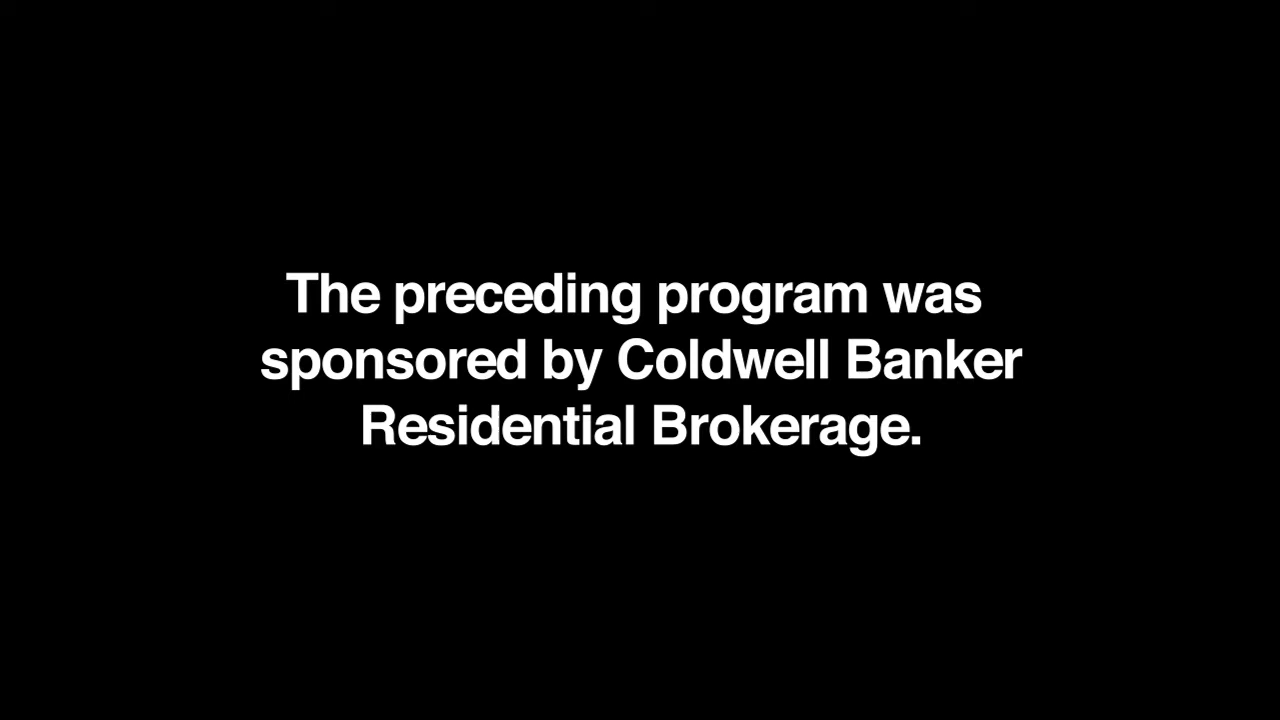 The preceding program was
sponsored by Coldwell Banker
Residential Brokerage.